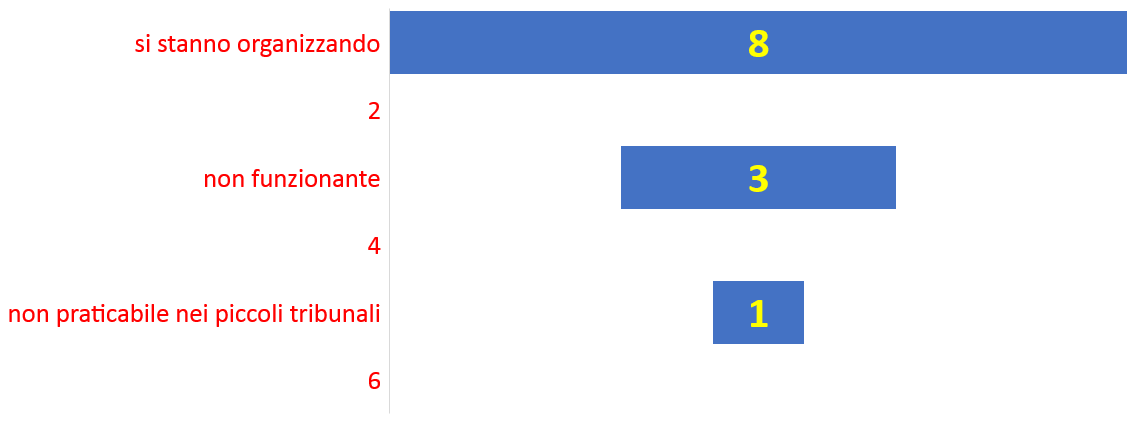 si stanno organizzando
8
2
non funzionante
3
4
non praticabile nei piccoli tribunali
1
6